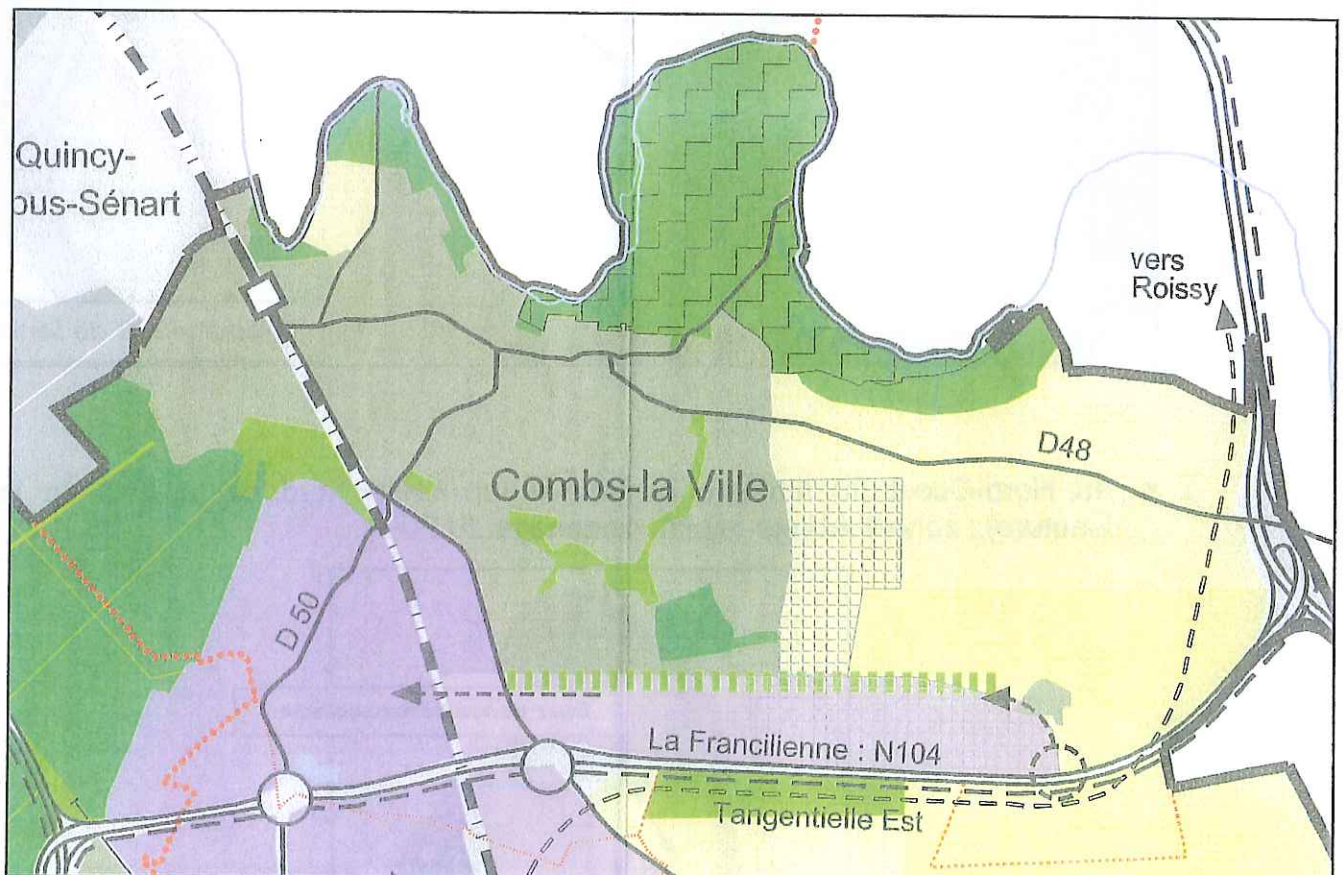 Quincy-
ous-Sénart
vers
Roissy
D48
Combs-la Ville
D 50
La Francilienne : N104
Tangentielle Est